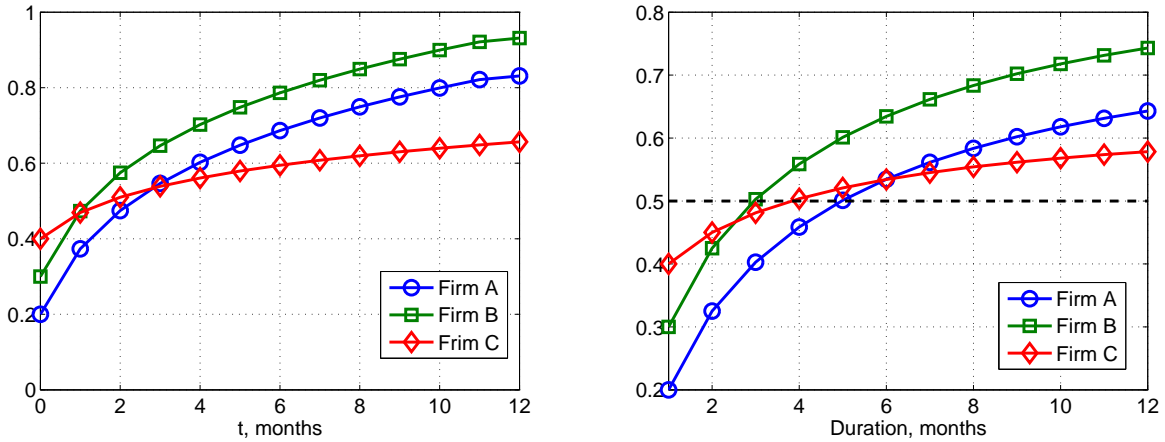 1
0.8
0.6
0.4
0.2
0
0 2 4 6 8 10 12
t, months
Firm A
Firm B
Frim C
0.8
0.7
0.6
0.5
0.4
0.3
0.2
2 4 6 8 10 12
Duration, months
Firm A
Firm B
Firm C